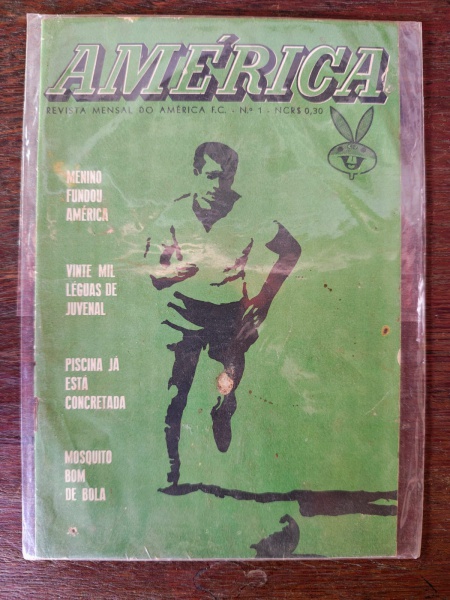 AMÉRICA
REVISTA MENSAL DO AMÉRICA F.C. - N.º 1 - NCR$ 0,30
MENINO
FUNDOU
AMÉRICA
VINTE MIL
LÉGUAS DE
JUVENAL
PISCINA JÁ
ESTÁ
CONCRETADA
MOSQUITO
BOM
DE BOLA